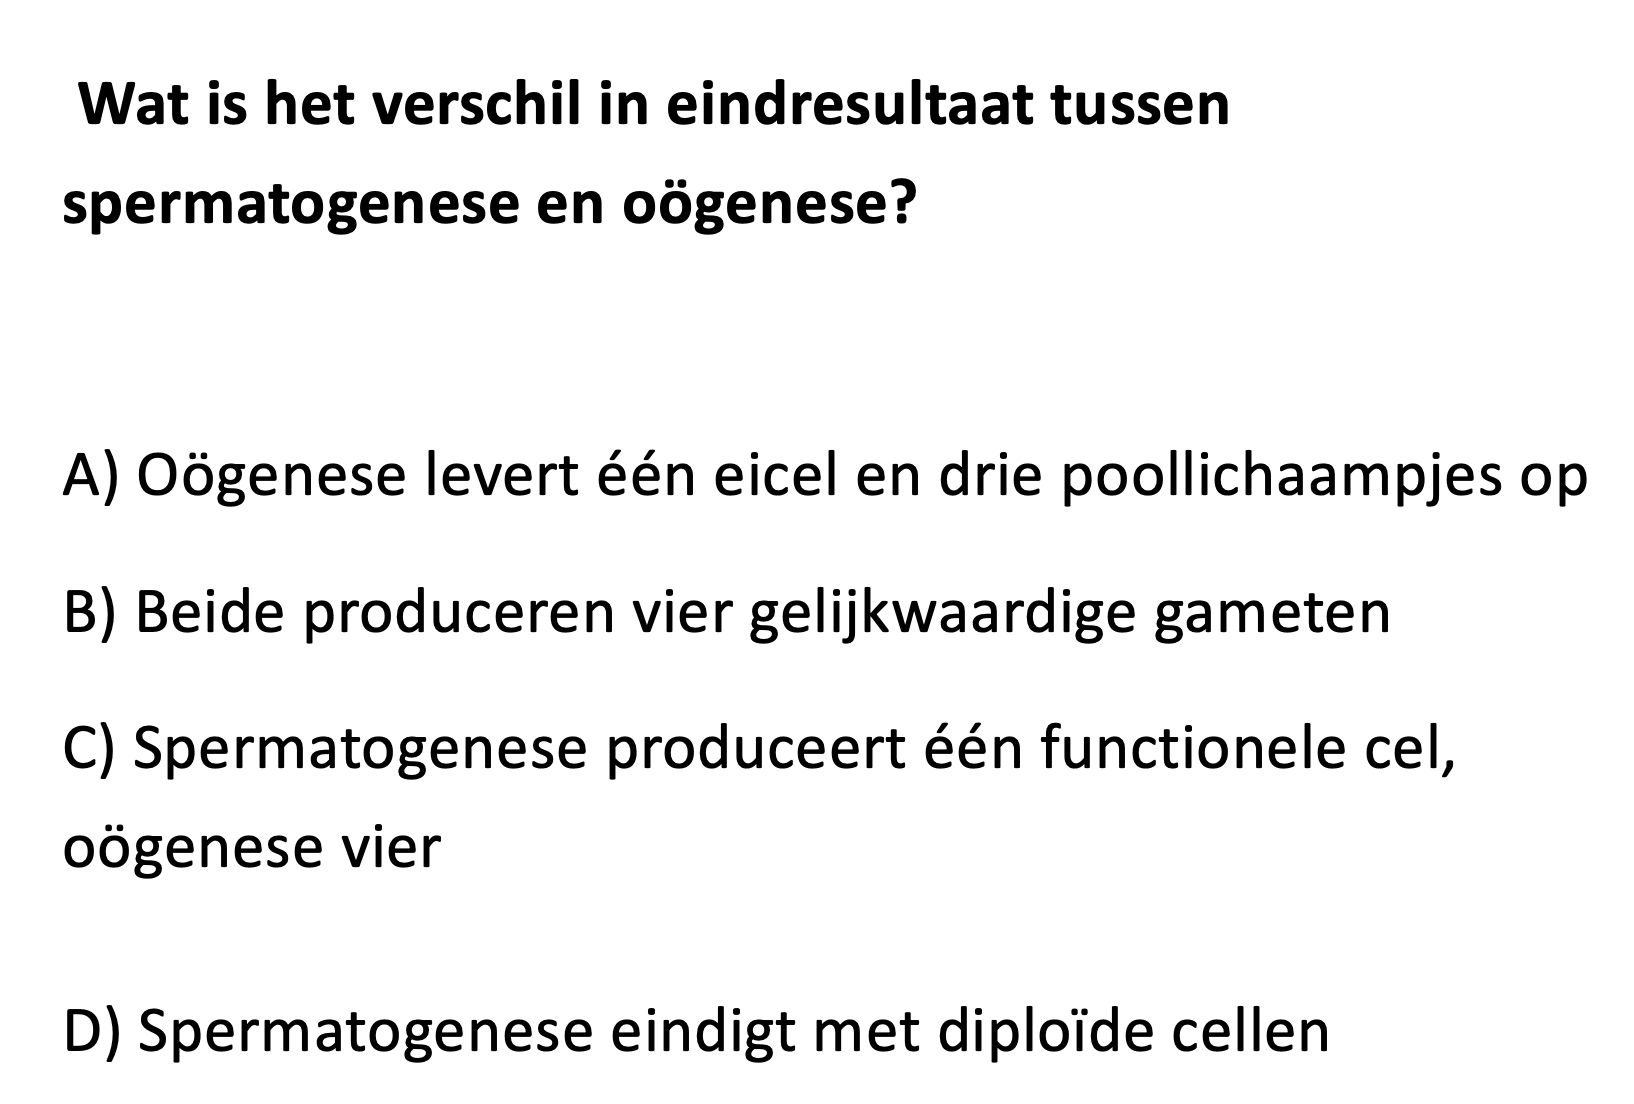 Wat is het verschil in eindresultaat tussen
spermatogenese en oögenese?
A) Oögenese levert één eicel en drie poollichaampjes op
B) Beide produceren vier gelijkwaardige gameten
C) Spermatogenese produceert één functionele cel,
oögenese vier
D) Spermatogenese eindigt met diploïde cellen